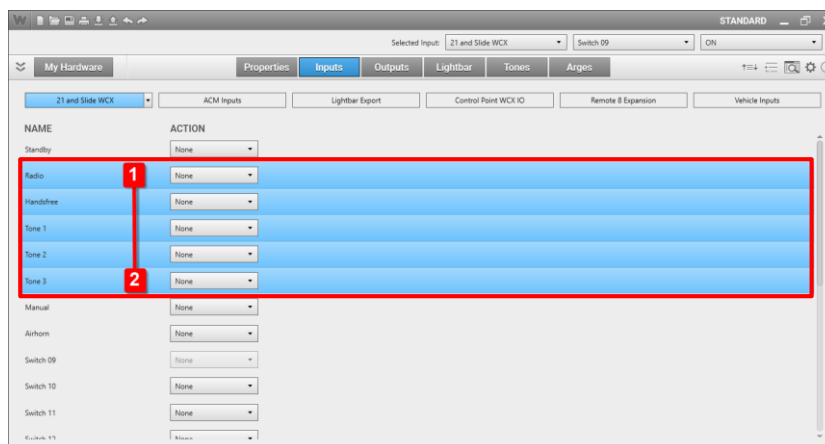 W STANDARD
Selected Input: 21 and Slide WCX Switch 09 ON
My Hardware Properties Inputs Outputs Lightbar Tones Arges
21 and Slide WCX ACM Inputs Lightbar Export Control Point WCX IO Remote 8 Expansion Vehicle Inputs
NAME ACTION
Standby None
Radio 1 None
Handsfree None
Tone 1 None
Tone 2 None
Tone 3 2 None
Manual None
Airhorn None
Switch 09 None
Switch 10 None
Switch 11 None
Switch 12 None